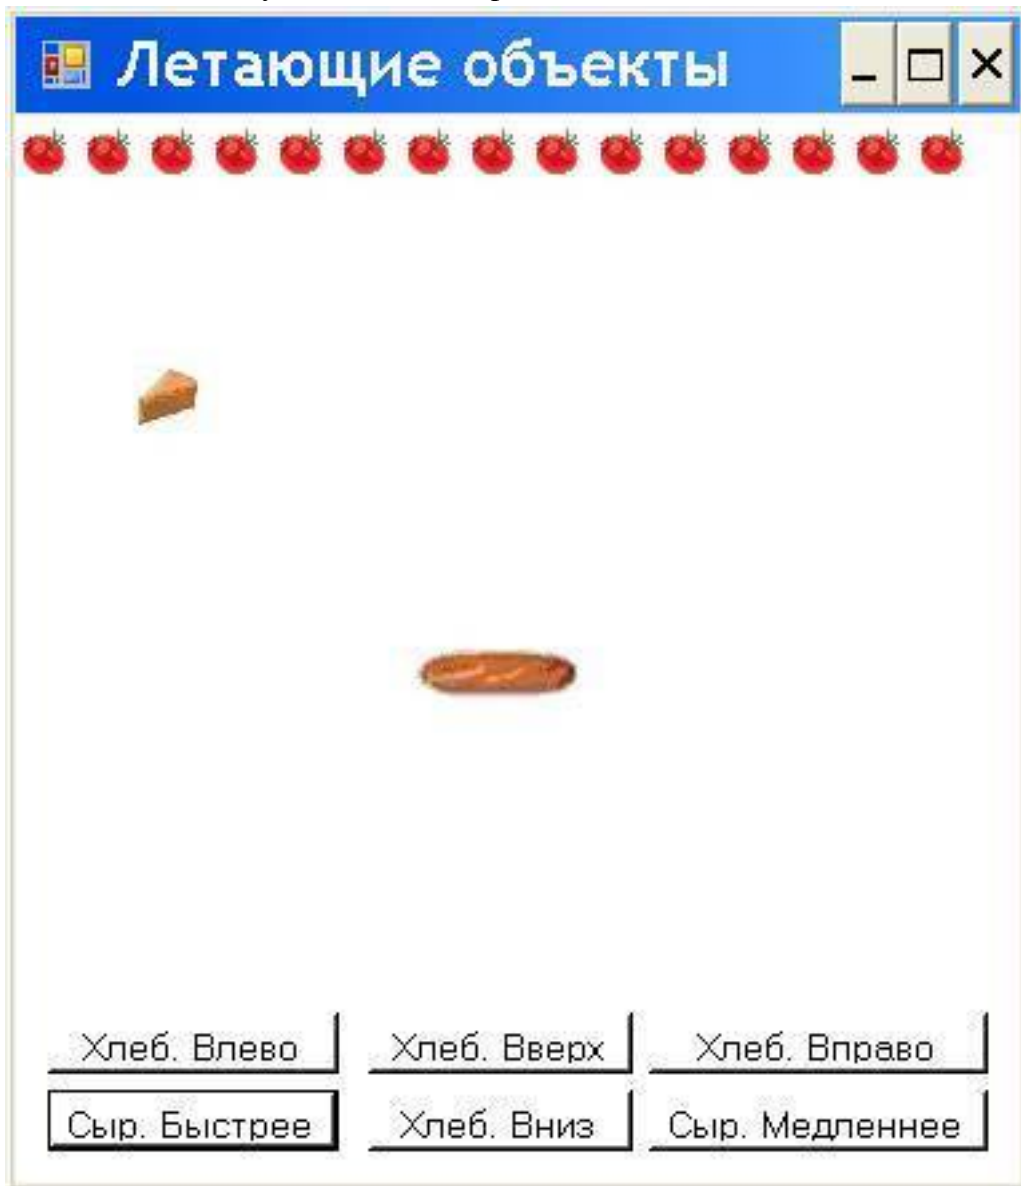 Летающие объекты
Хлеб. Влево Хлеб. Вверх Хлеб. Вправо
Сыр. Быстрее Хлеб. Вниз Сыр. Медленнее